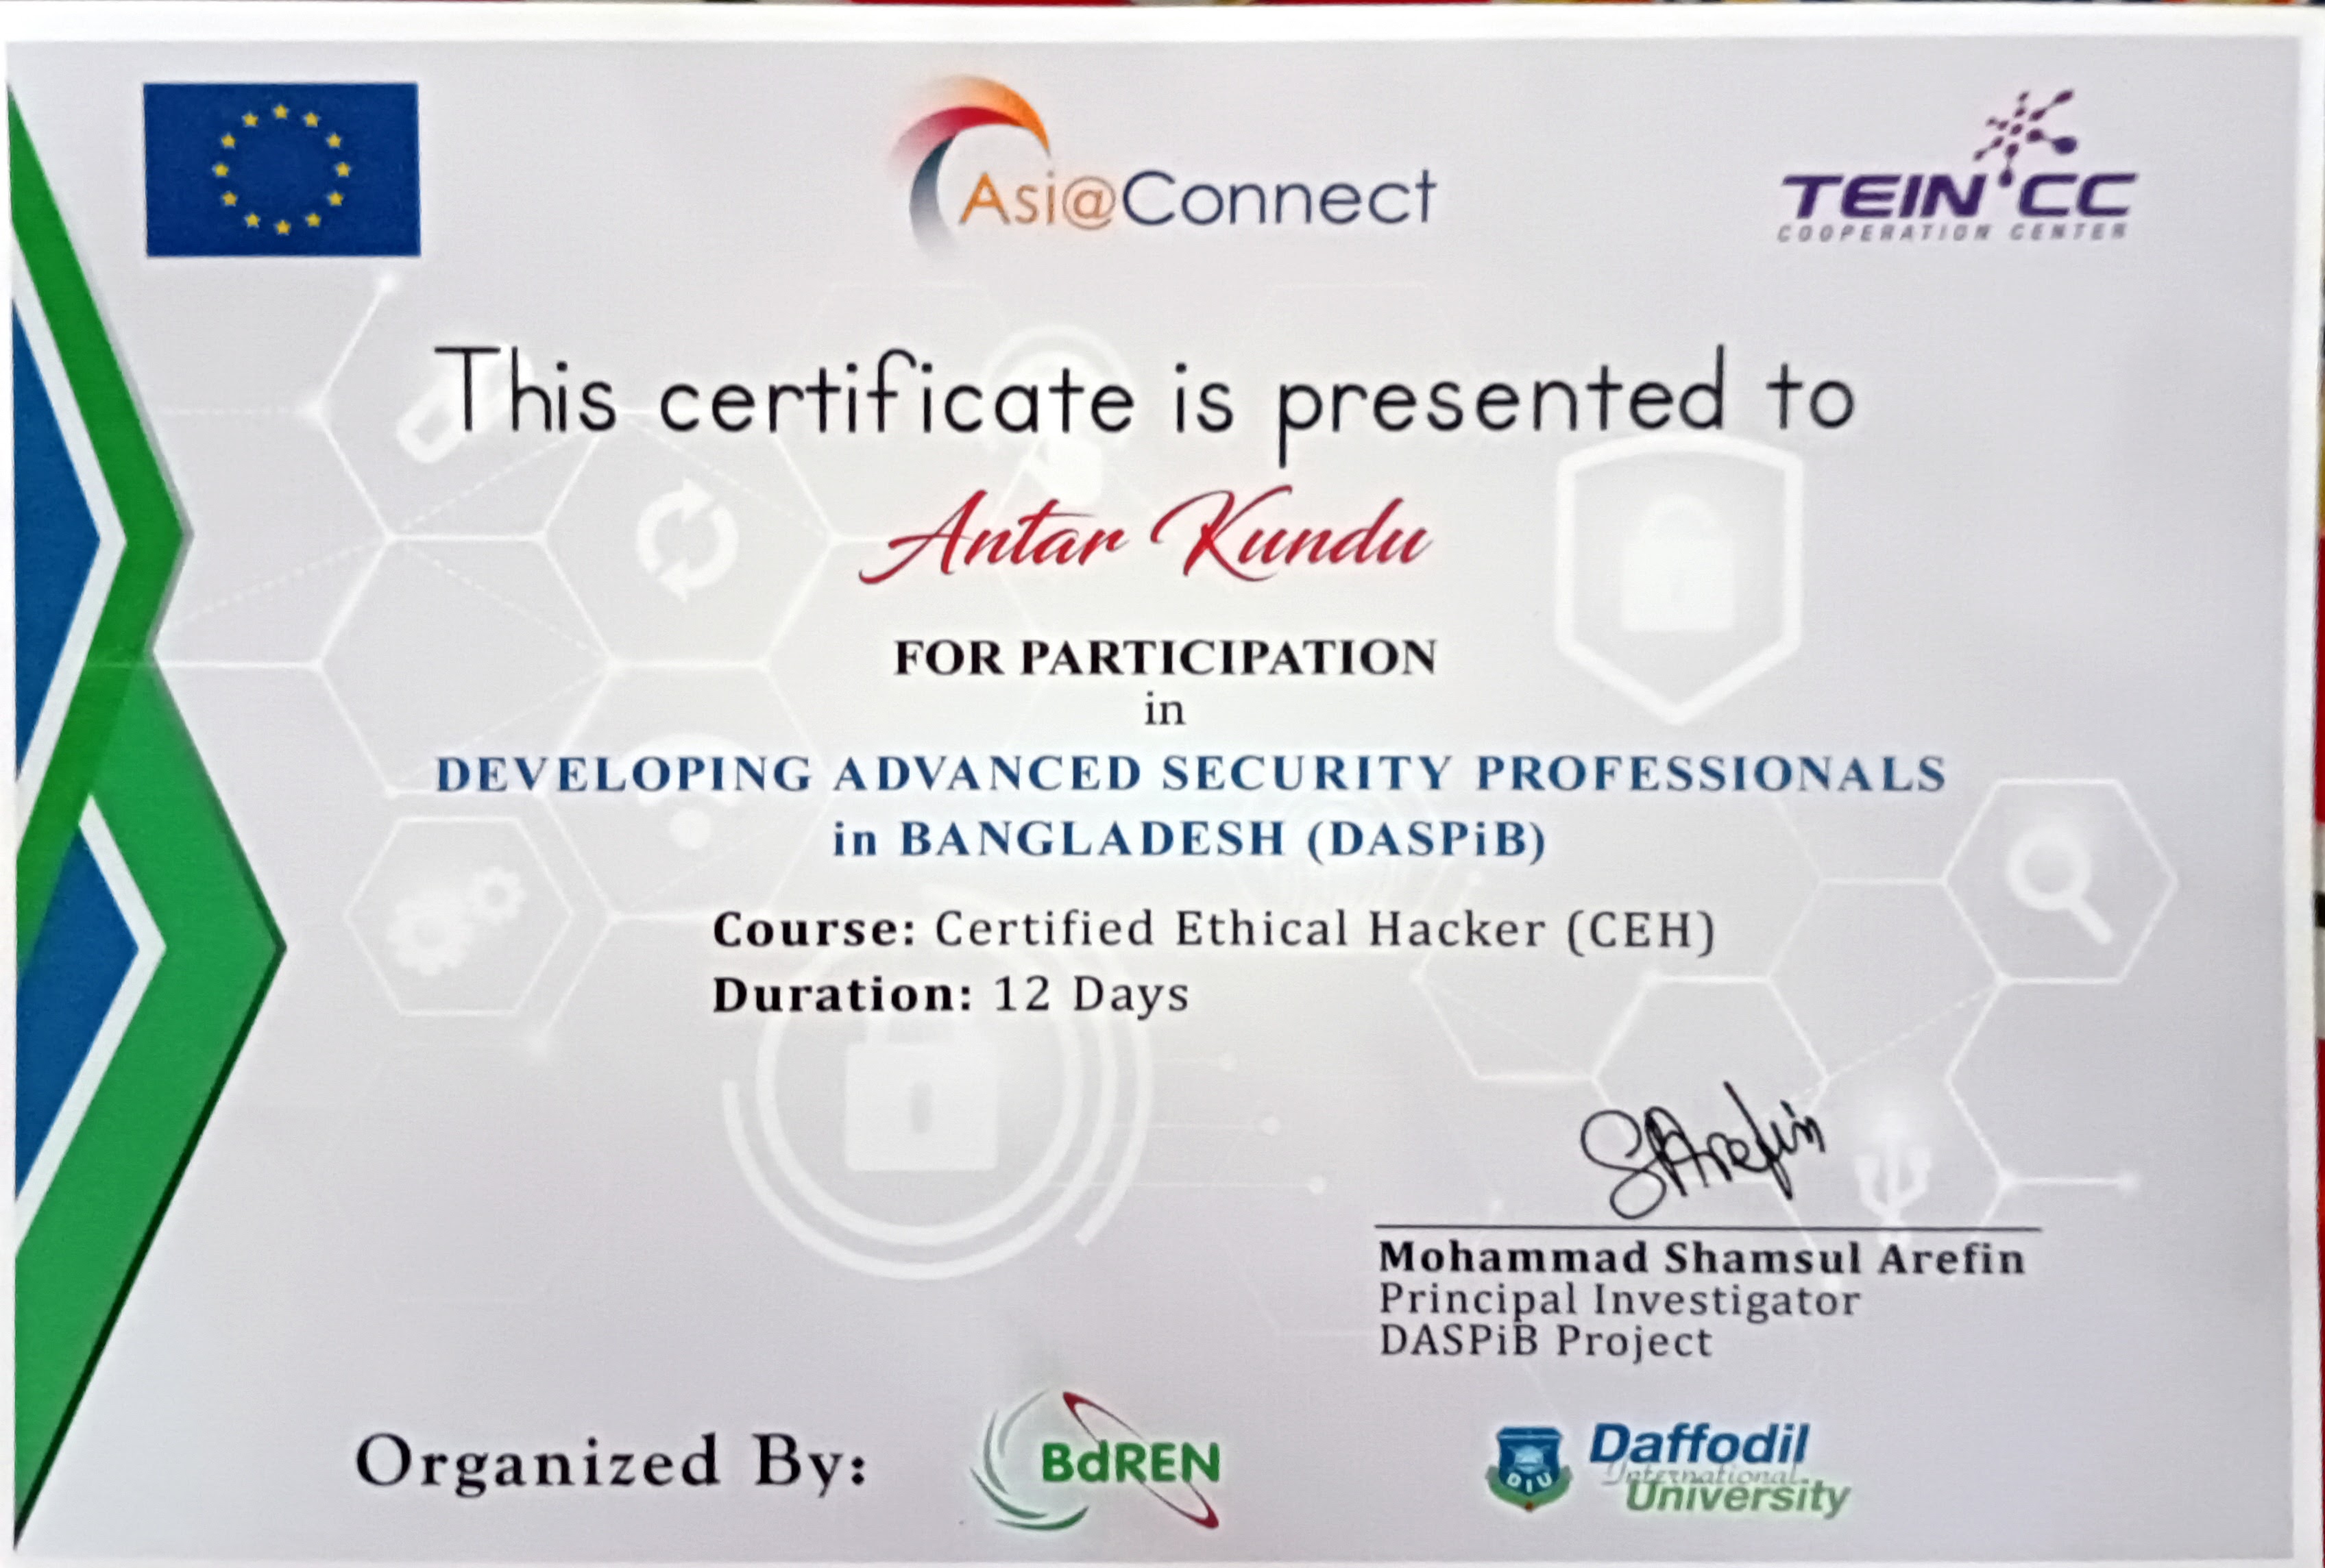 Asi@Connect
TEIN*CC
COOPERATION CENTER
This certificate is presented to
Antar Kundu
FOR PARTICIPATION
in
DEVELOPING ADVANCED SECURITY PROFESSIONALS
in BANGLADESH (DASPiB)
Course: Certified Ethical Hacker (CEH)
Duration: 12 Days
SArefin
Mohammad Shamsul Arefin
Principal Investigator
DASPiB Project
Organized By:
BdREN
DIU
Daffodil
International
University